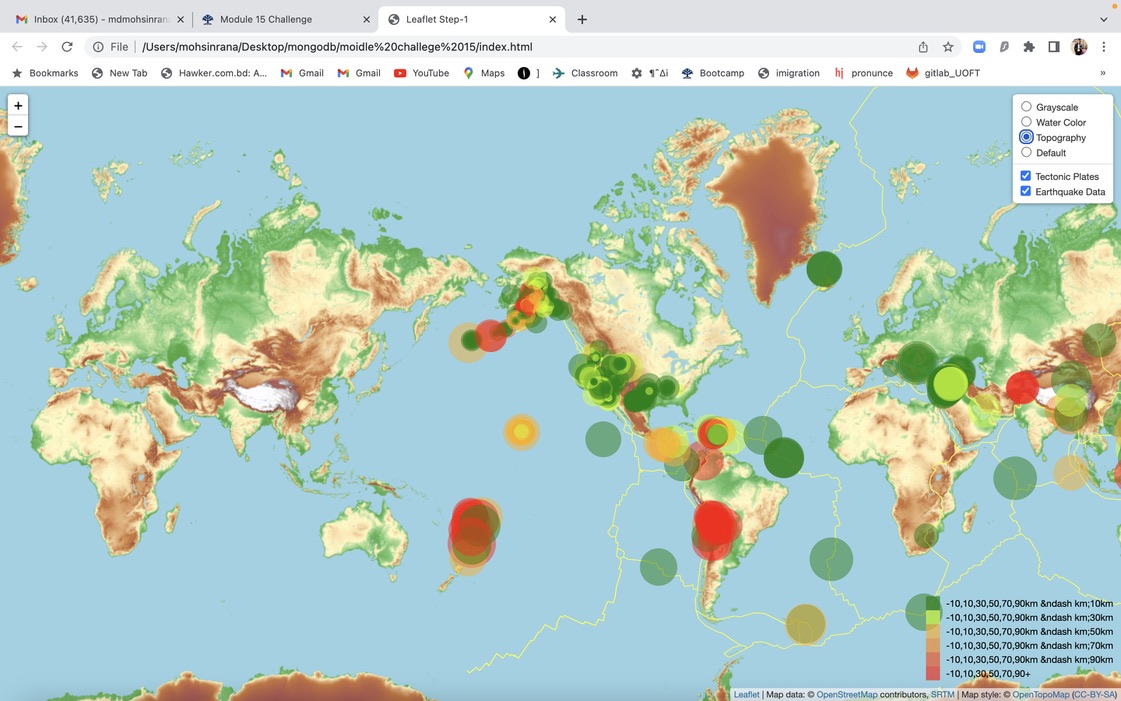 Inbox (41,635) - mdmohsinran
Module 15 Challenge
Leaflet Step-1
File
/Users/mohsinrana/Desktop/mongodb/moidle%20challege%2015/index.html
Bookmarks
New Tab
Hawker.com.bd: A...
Gmail
Gmail
YouTube
Maps
]
Classroom
Bootcamp
imigration
hj pronunce
gitlab_UOFT
»
+
−
Grayscale
Water Color
Topography
Default
Tectonic Plates
Earthquake Data
-10,10,30,50,70,90km &ndash km;10km
-10,10,30,50,70,90km &ndash km;30km
-10,10,30,50,70,90km &ndash km;50km
-10,10,30,50,70,90km &ndash km;70km
-10,10,30,50,70,90km &ndash km;90km
-10,10,30,50,70,90+
Leaflet | Map data: © OpenStreetMap contributors, SRTM | Map style: © OpenTopoMap (CC-BY-SA)